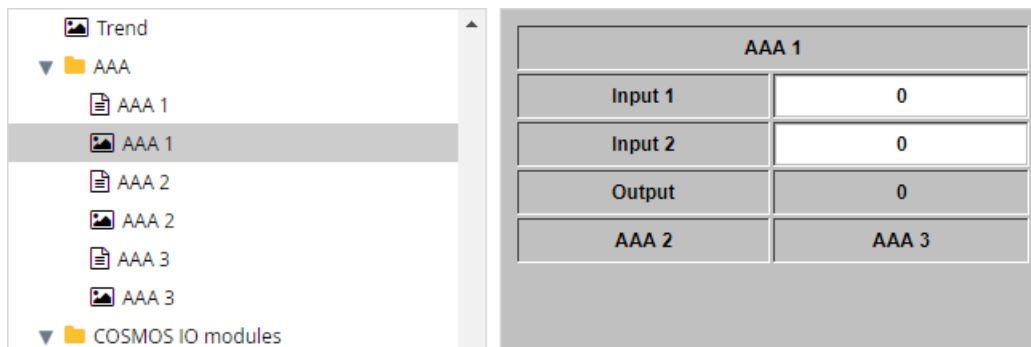 Trend
AAA
AAA 1
AAA 1
AAA 2
AAA 2
AAA 3
AAA 3
COSMOS IO modules
AAA 1
Input 1 0
Input 2 0
Output 0
AAA 2 AAA 3